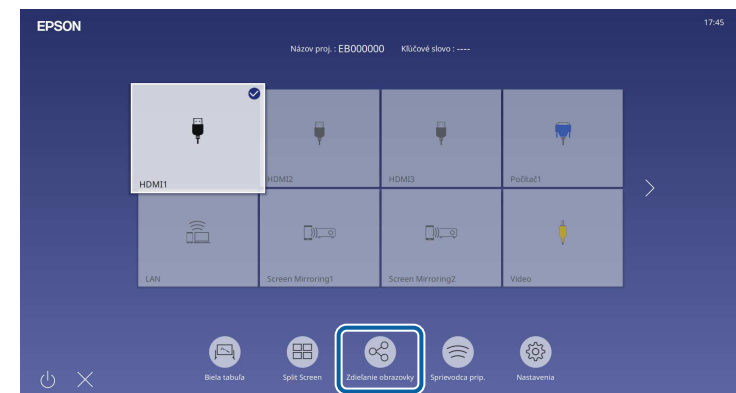 EPSON
17:45
Názov proj. : EB000000 Kľúčové slovo : ----
HDMI1
HDMI2
HDMI3
Počítač1
LAN
Screen Mirroring1
Screen Mirroring2
Video
Biela tabuľa
Split Screen
Zdieľanie obrazovky
Sprievodca prip.
Nastavenia